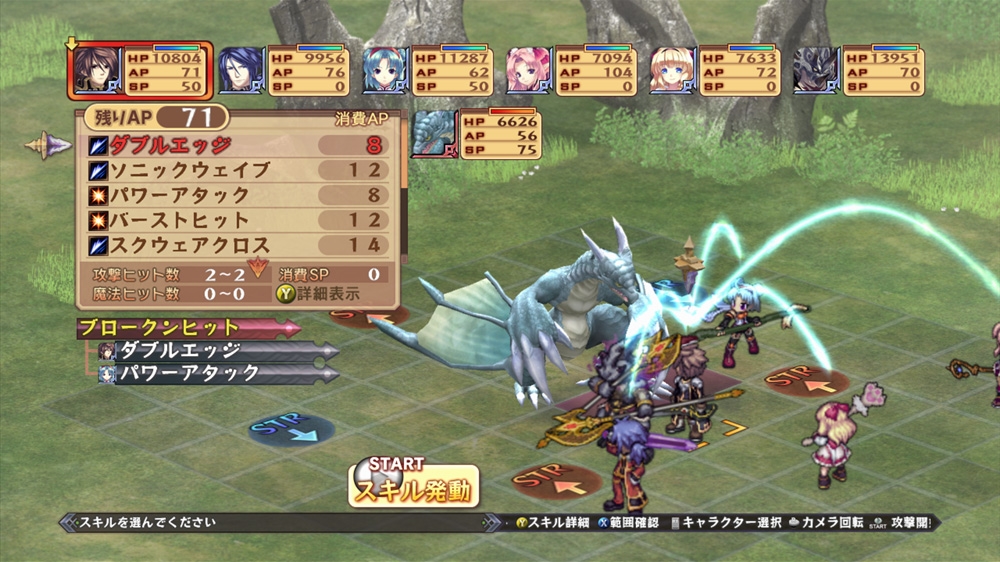 HP 10804
AP 71
SP 50
HP 9956
AP 76
SP 0
HP 11287
AP 62
SP 50
HP 7094
AP 104
SP 0
HP 7633
AP 72
SP 0
HP 13951
AP 70
SP 0
HP 6626
AP 56
SP 75
残りAP 71 消費AP
ダブルエッジ 8
ソニックウェイブ 12
パワーアタック 8
バーストヒット 12
スクウェアクロス 14
攻撃ヒット数 2～2 消費SP 0
魔法ヒット数 0～0 Y詳細表示
ブロークンヒット
ダブルエッジ
パワーアタック
STR
STR
STR
STR
START
スキル発動
スキルを選んでください
Yスキル詳細 X範囲確認 キャラクター選択 カメラ回転 START 攻撃開